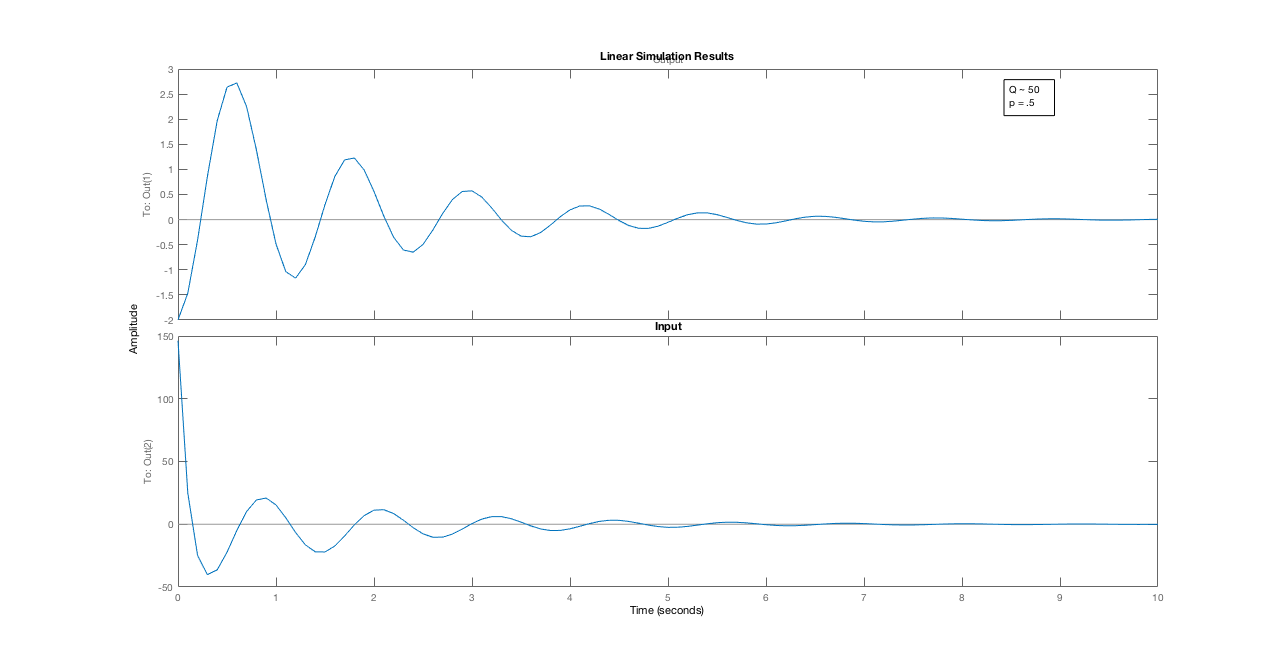 Linear Simulation Results
Output
3
2.5
2
1.5
1
0.5
0
-0.5
-1
-1.5
-2
To: Out(1)
Q ~ 50
p = .5
Amplitude
Input
150
100
50
0
-50
To: Out(2)
0 1 2 3 4 5 6 7 8 9 10
Time (seconds)